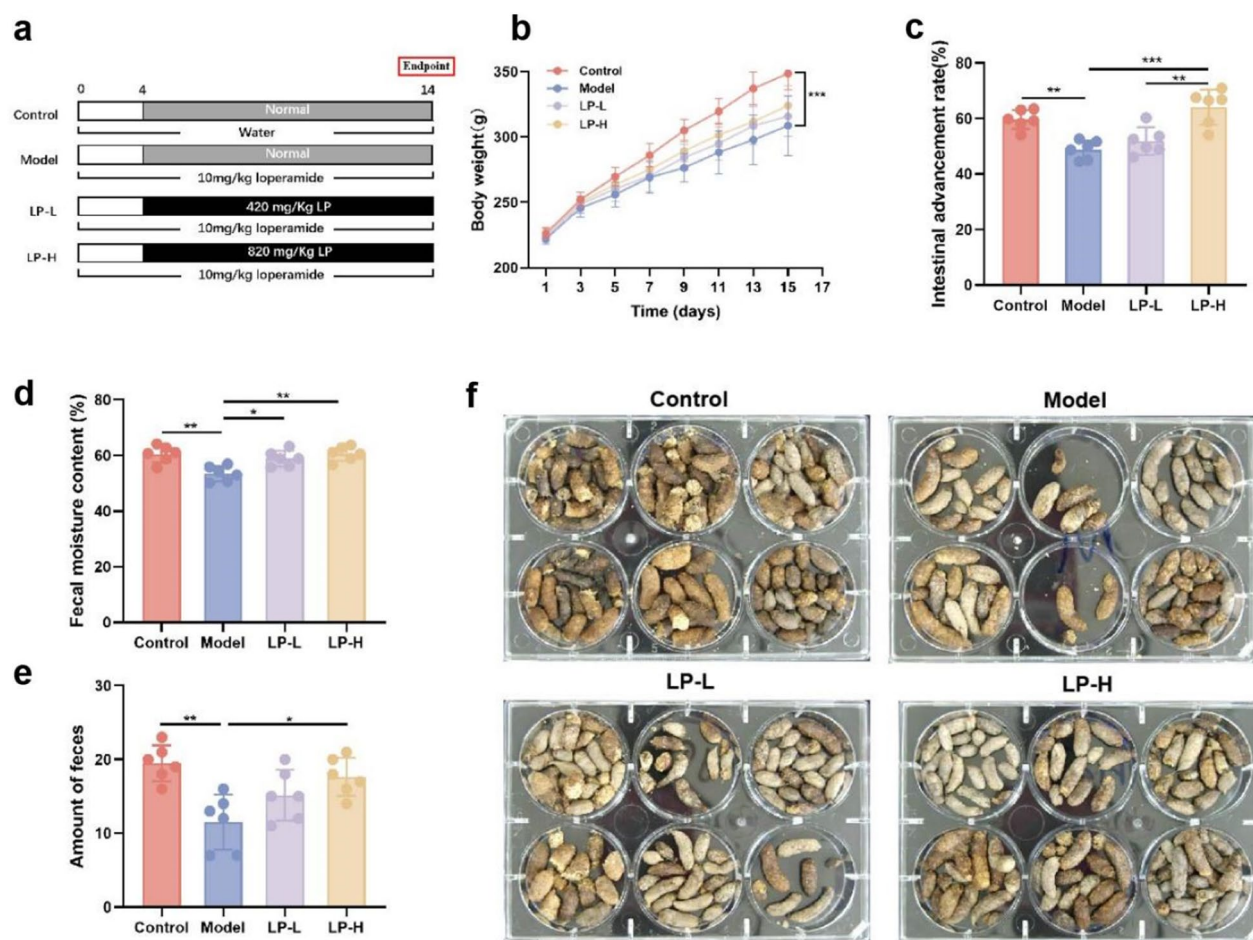 a
Endpoint
0 4 14
Control
Normal
Water
Model
Normal
10mg/kg loperamide
LP-L
420 mg/Kg LP
10mg/kg loperamide
LP-H
820 mg/Kg LP
10mg/kg loperamide
b
Body weight(g)
350
300
250
200
Control
Model
LP-L
LP-H
***
1 3 5 7 9 11 13 15 17
Time (days)
c
Intestinal advancement rate(%)
80
60
40
20
0
***
**
**
Control Model LP-L LP-H
d
Fecal moisture content (%)
80
60
40
20
0
**
*
**
Control Model LP-L LP-H
e
Amount of feces
30
20
10
0
**
*
Control Model LP-L LP-H
f
Control
Model
M
LP-L
LP-H